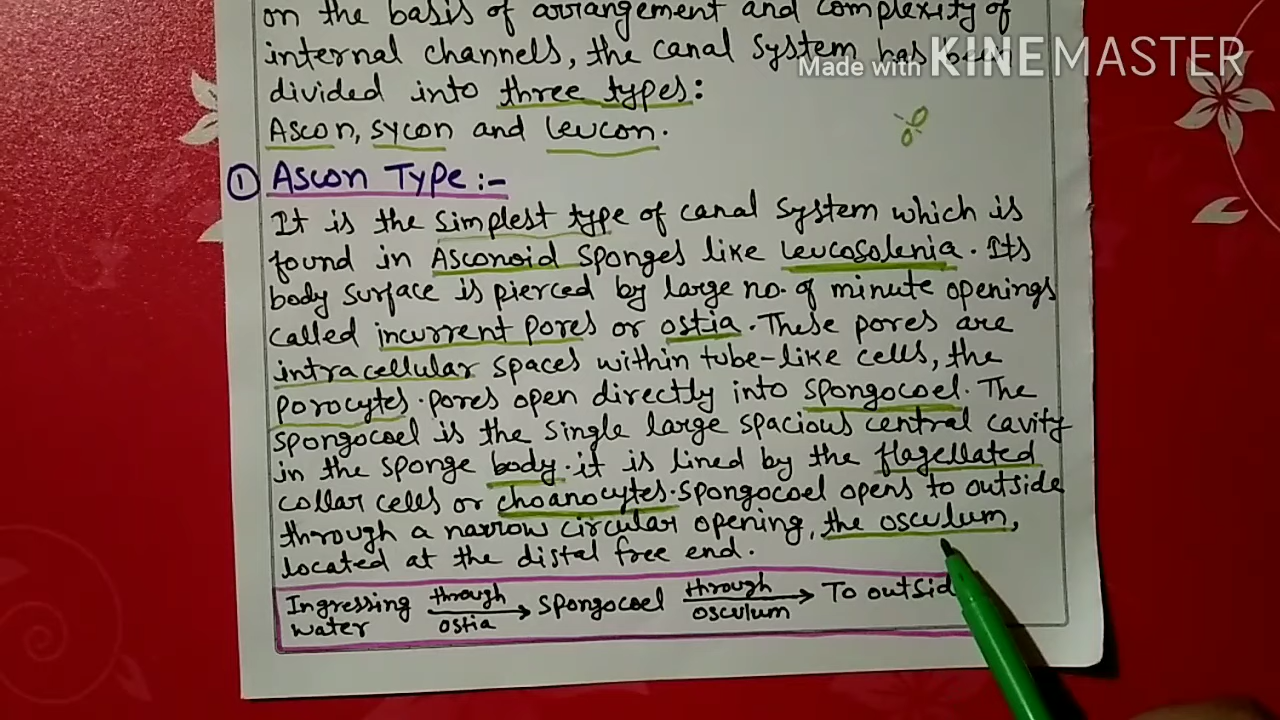 on the basis of arrangement and complexity of
internal channels, the canal system has been
Made with KINEMASTER
divided into three types:
Ascon, sycon and leucon.
① Ascon Type:-
It is the simplest type of canal system which is
found in Asconoid sponges like leucosolenia. Its
body surface is pierced by large no. of minute openings
called incurrent pores or ostia. These pores are
intracellular spaces within tube-like cells, the
porocytes. pores open directly into spongocoel. The
spongocoel is the single large spacious central cavity
in the sponge body. it is lined by the flagellated
collar cells or choanocytes. spongocoel opens to outside
through a narrow circular opening, the osculum,
located at the distal free end.
Ingressing water through ostia → spongocoel through osculum → To outsid